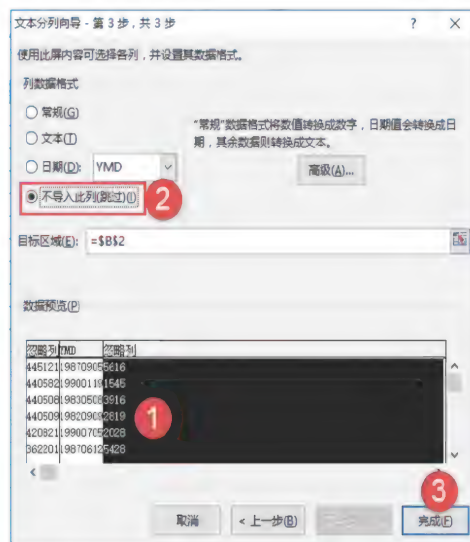 文本分列向导 - 第 3 步，共 3 步 ? ×
使用此屏内容可选择各列，并设置其数据格式。
列数据格式
常规(G)
文本(T)
日期(D): YMD
不导入此列(跳过)(I) 2
“常规”数据格式将数值转换成数字，日期值会转换成日
期，其余数据则转换成文本。
高级(A)...
目标区域(E): =$B$2
数据预览(P)
忽略列 YMD 忽略列
445121 19870905 5616
440582 19900119 1545
440508 19830508 3916
440509 19820908 2819
420821 19900705 2028
362201 19870612 5428
1
3
取消 < 上一步(B) 完成(F)